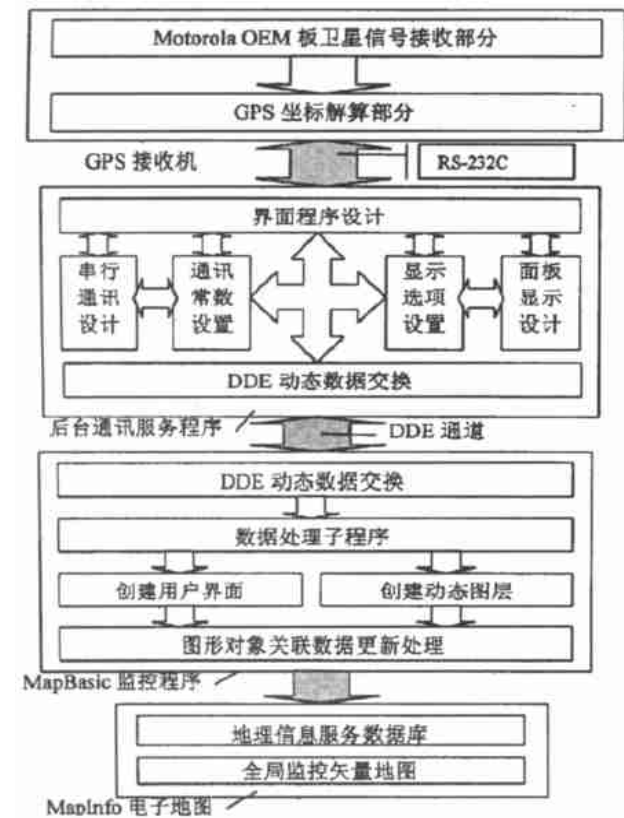 Motorola OEM 板卫星信号接收部分
GPS 坐标解算部分
GPS 接收机
RS-232C
界面程序设计
串行
通讯
设计
通讯
常数
设置
显示
选项
设置
面板
显示
设计
DDE 动态数据交换
后台通讯服务程序
DDE 通道
DDE 动态数据交换
数据处理子程序
创建用户界面
创建动态图层
图形对象关联数据更新处理
MapBasic 监控程序
地理信息服务数据库
全局监控矢量地图
MapInfo 电子地图